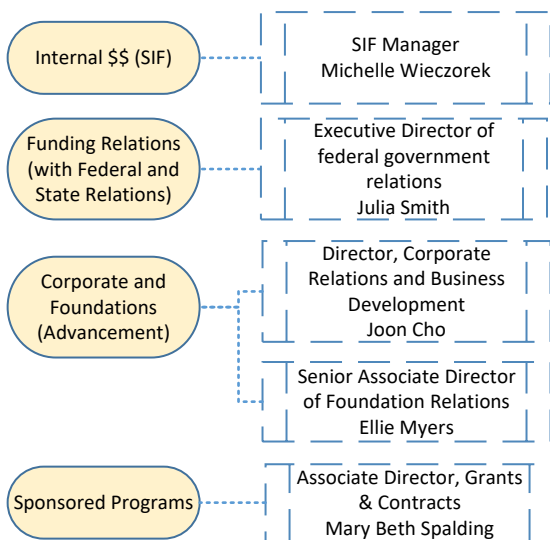 Internal $$ (SIF)
SIF Manager
Michelle Wieczorek
Funding Relations
(with Federal and
State Relations)
Executive Director of
federal government
relations
Julia Smith
Corporate and
Foundations
(Advancement)
Director, Corporate
Relations and Business
Development
Joon Cho
Senior Associate Director
of Foundation Relations
Ellie Myers
Sponsored Programs
Associate Director, Grants
& Contracts
Mary Beth Spalding